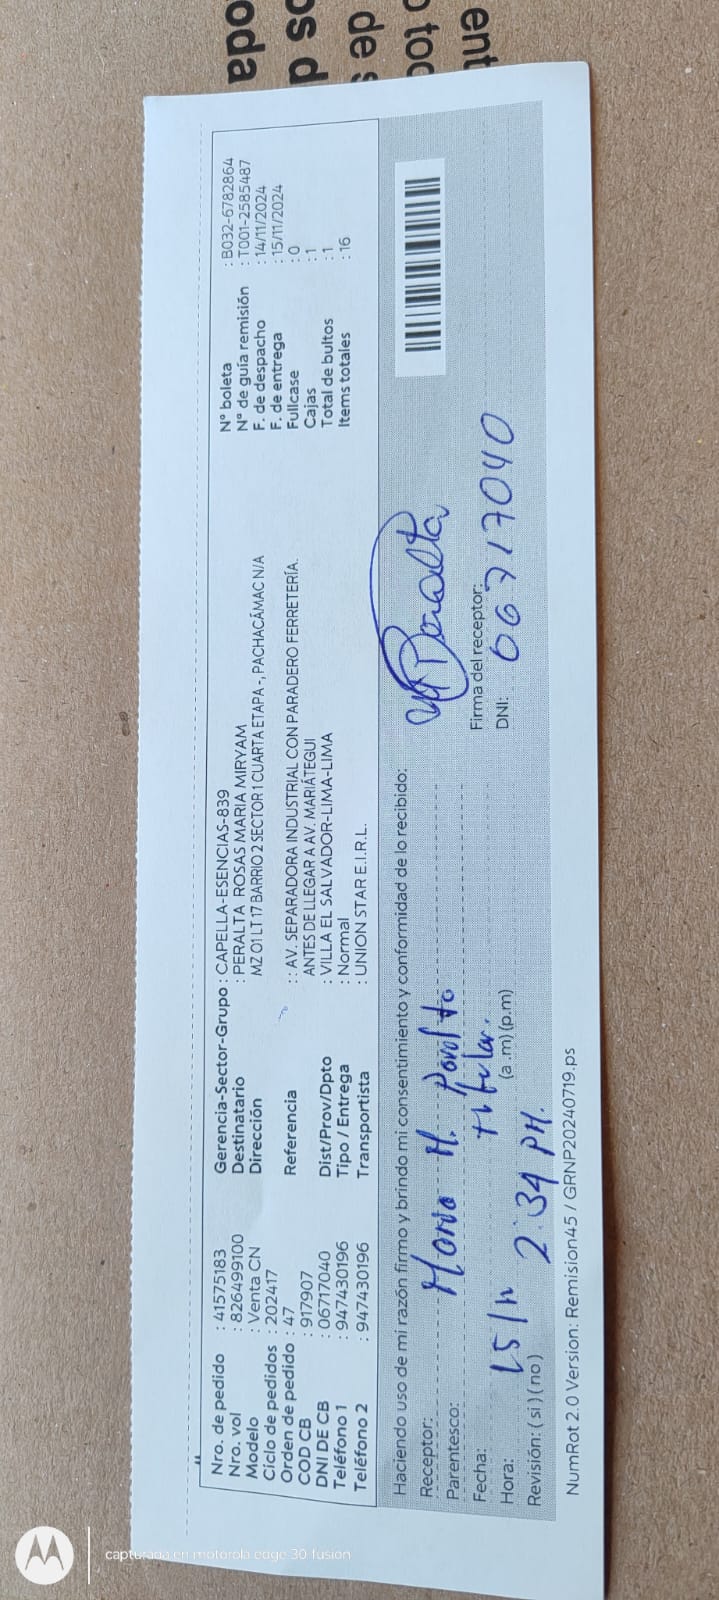 oda
os d
de s
o toc
ent
Nro. de pedido : 41575183
Nro. vol : 826499100
Modelo : Venta CN
Ciclo de pedidos : 202417
Orden de pedido : 47
COD CB : 917907
DNI DE CB : 06717040
Teléfono 1 : 947430196
Teléfono 2 : 947430196
Gerencia-Sector-Grupo : CAPELLA-ESENCIAS-839
Destinatario : PERALTA ROSAS MARIA MIRYAM
Dirección MZ 01 LT 17 BARRIO 2 SECTOR 1 CUARTA ETAPA -, PACHACÁMAC N/A
Referencia : : AV. SEPARADORA INDUSTRIAL CON PARADERO FERRETERÍA.
ANTES DE LLEGAR A AV. MARIÁTEGUI
Dist/Prov/Dpto : VILLA EL SALVADOR-LIMA-LIMA
Tipo / Entrega : Normal
Transportista : UNION STAR E.I.R.L.
N° boleta : B032-6782864
Nª de guía remisión : T001-2585487
F. de despacho : 14/11/2024
F. de entrega : 15/11/2024
Fullcase : 0
Cajas : 1
Total de bultos : 1
Items totales : 16
Haciendo uso de mi razón firmo y brindo mi consentimiento y conformidad de lo recibido:
Receptor: Maria M. Peralta
Parentesco: titular.
Fecha: 15/11
Hora: 2:34 PM. (a .m) (p.m)
Revisión: ( si ) ( no )
Peralta
Firma del receptor:
DNI: 06717040
NumRot 2.0 Version: Remision45 / GRNP20240719.ps
capturada en motorola edge 30 fusion